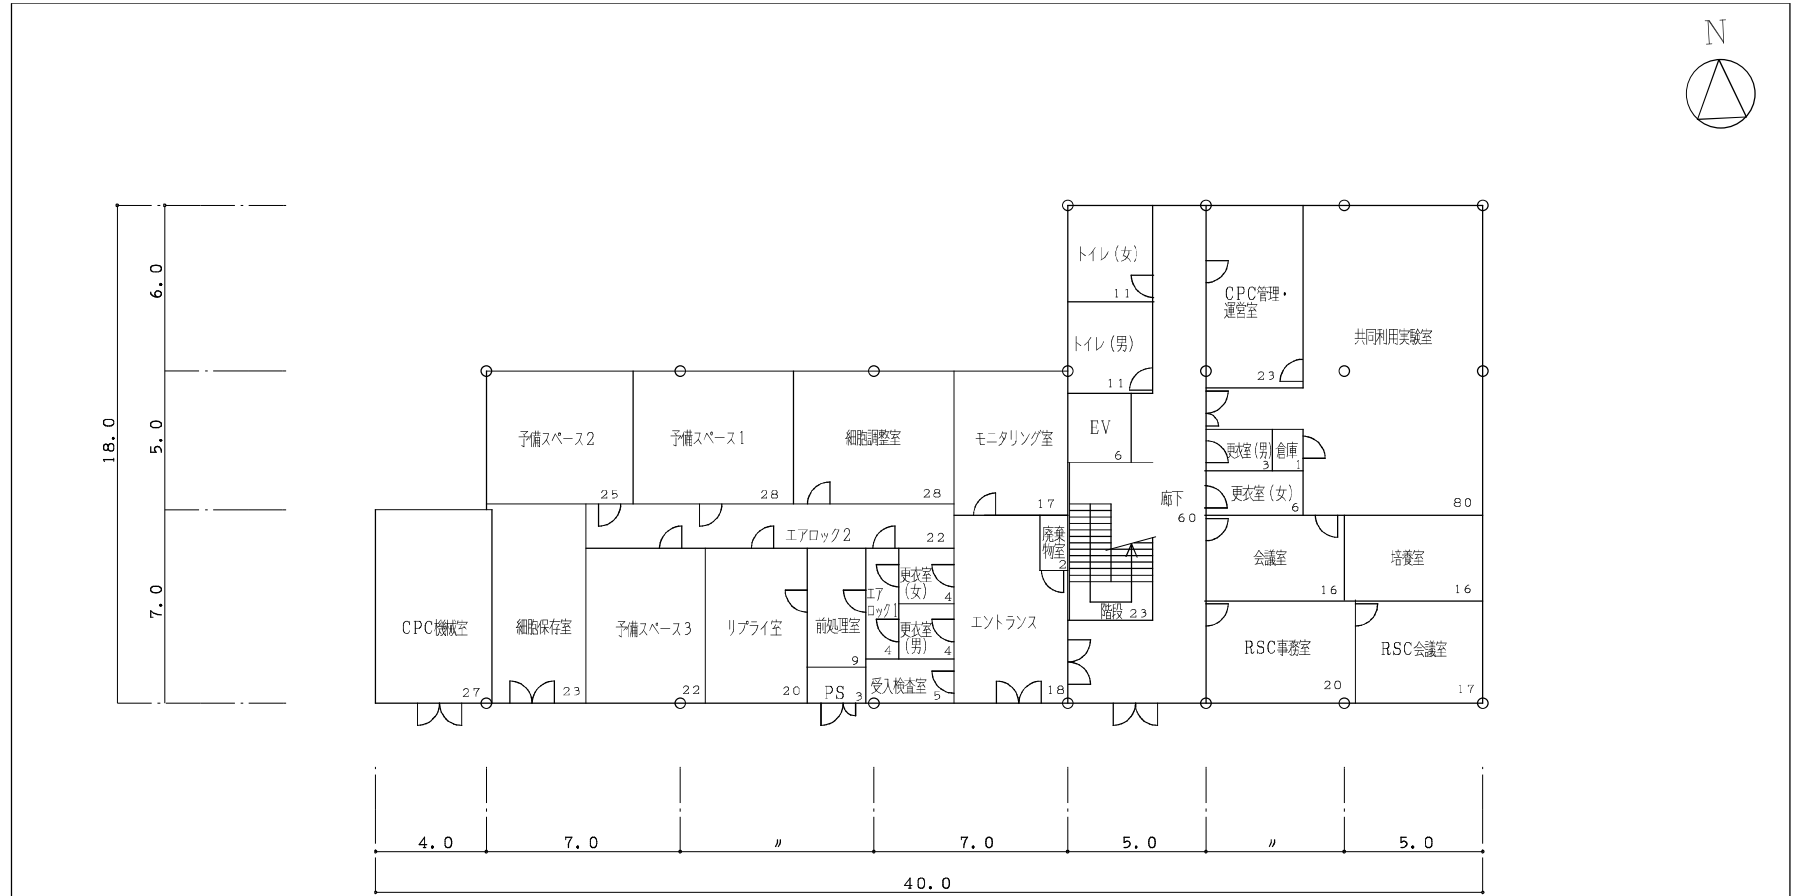 N
6.0
5.0
18.0
7.0
トイレ(女)
11
トイレ(男)
11
CPC管理・
運営室
23
共同利用実験室
80
予備スペース2
25
予備スペース1
28
細胞調整室
28
モニタリング室
17
EV
6
更衣室(男)
3
倉庫
1
更衣室(女)
6
廊下
60
エアロック2
22
廃棄
物室
2
会議室
16
培養室
16
CPC機械室
27
細胞保存室
23
予備スペース3
22
リプライ室
20
前処理室
9
エア
ロック1
4
更衣室
(女)
4
更衣室
(男)
4
エントランス
18
階段 23
RSC事務室
20
RSC会議室
17
PS 3
受入検査室
5
4.0 7.0 〃 7.0 5.0 〃 5.0
40.0